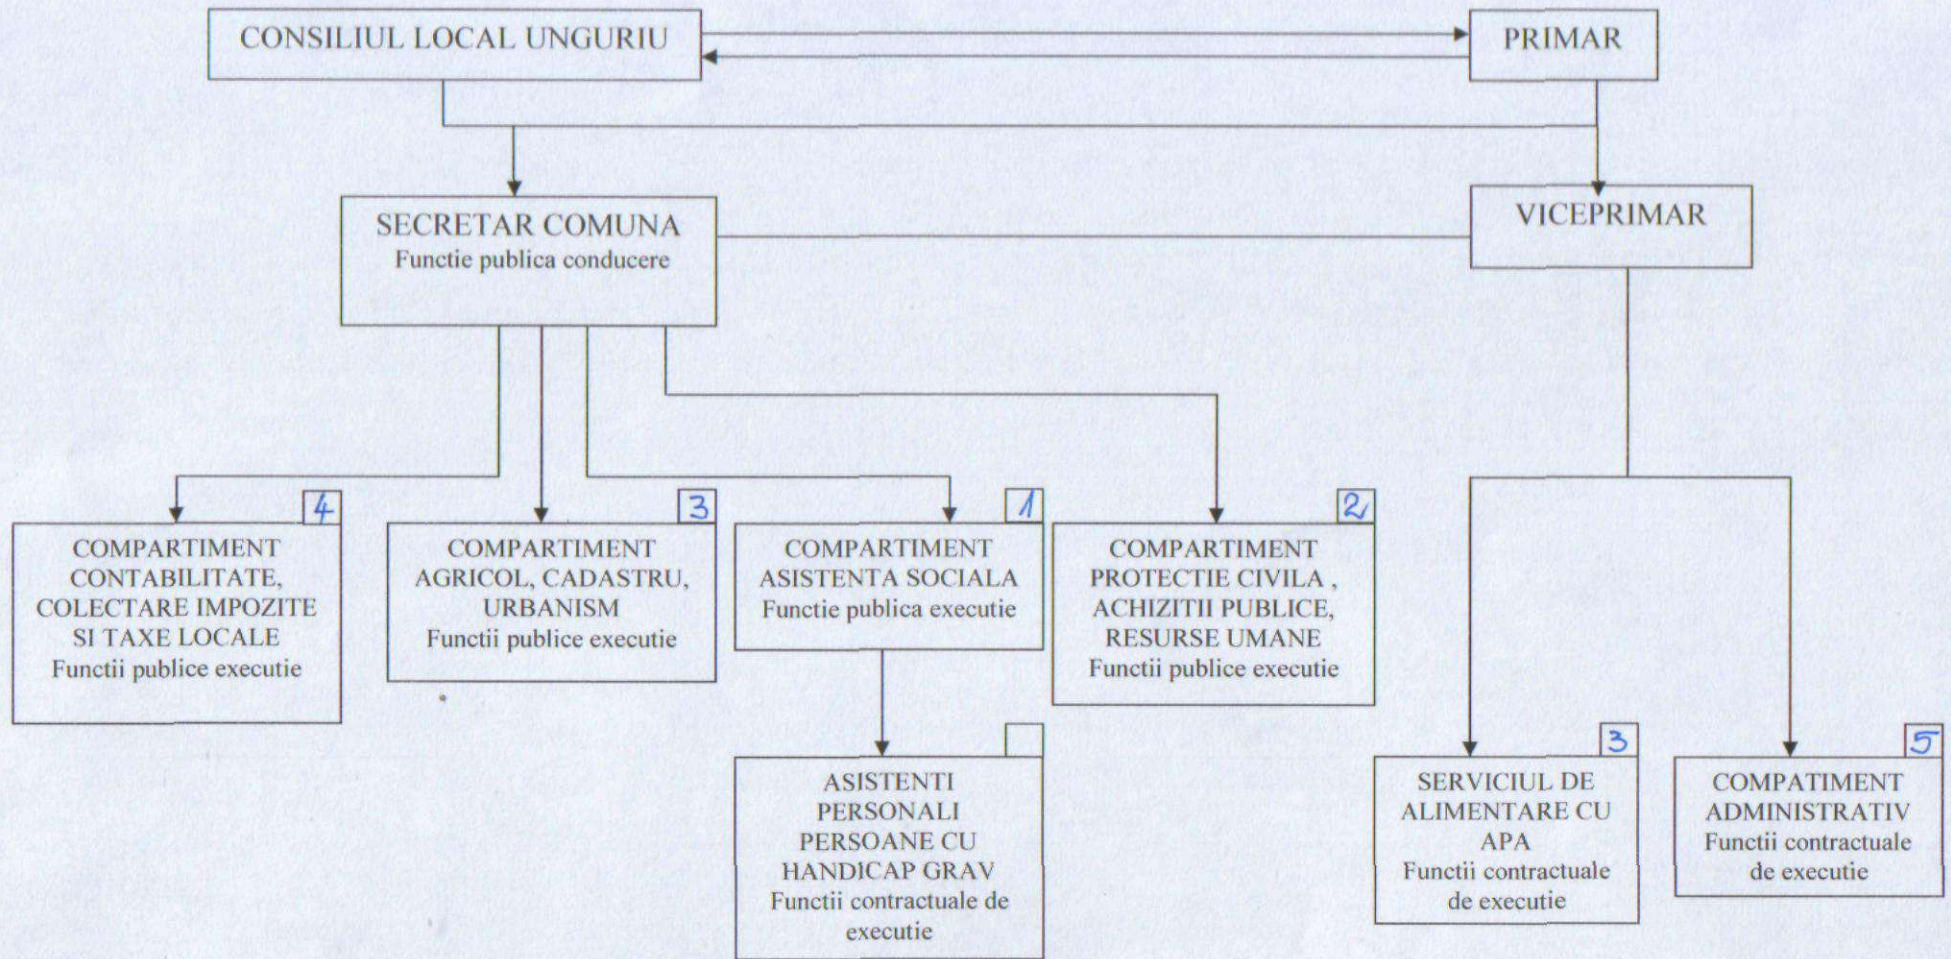 CONSILIUL LOCAL UNGURIU
PRIMAR
SECRETAR COMUNA
Functie publica conducere
VICEPRIMAR
4
COMPARTIMENT
CONTABILITATE,
COLECTARE IMPOZITE
SI TAXE LOCALE
Functii publice executie
3
COMPARTIMENT
AGRICOL, CADASTRU,
URBANISM
Functii publice executie
1
COMPARTIMENT
ASISTENTA SOCIALA
Functie publica executie
2
COMPARTIMENT
PROTECTIE CIVILA ,
ACHIZITII PUBLICE,
RESURSE UMANE
Functii publice executie
ASISTENTI
PERSONALI
PERSOANE CU
HANDICAP GRAV
Functii contractuale de
executie
3
SERVICIUL DE
ALIMENTARE CU
APA
Functii contractuale
de executie
5
COMPATIMENT
ADMINISTRATIV
Functii contractuale
de executie